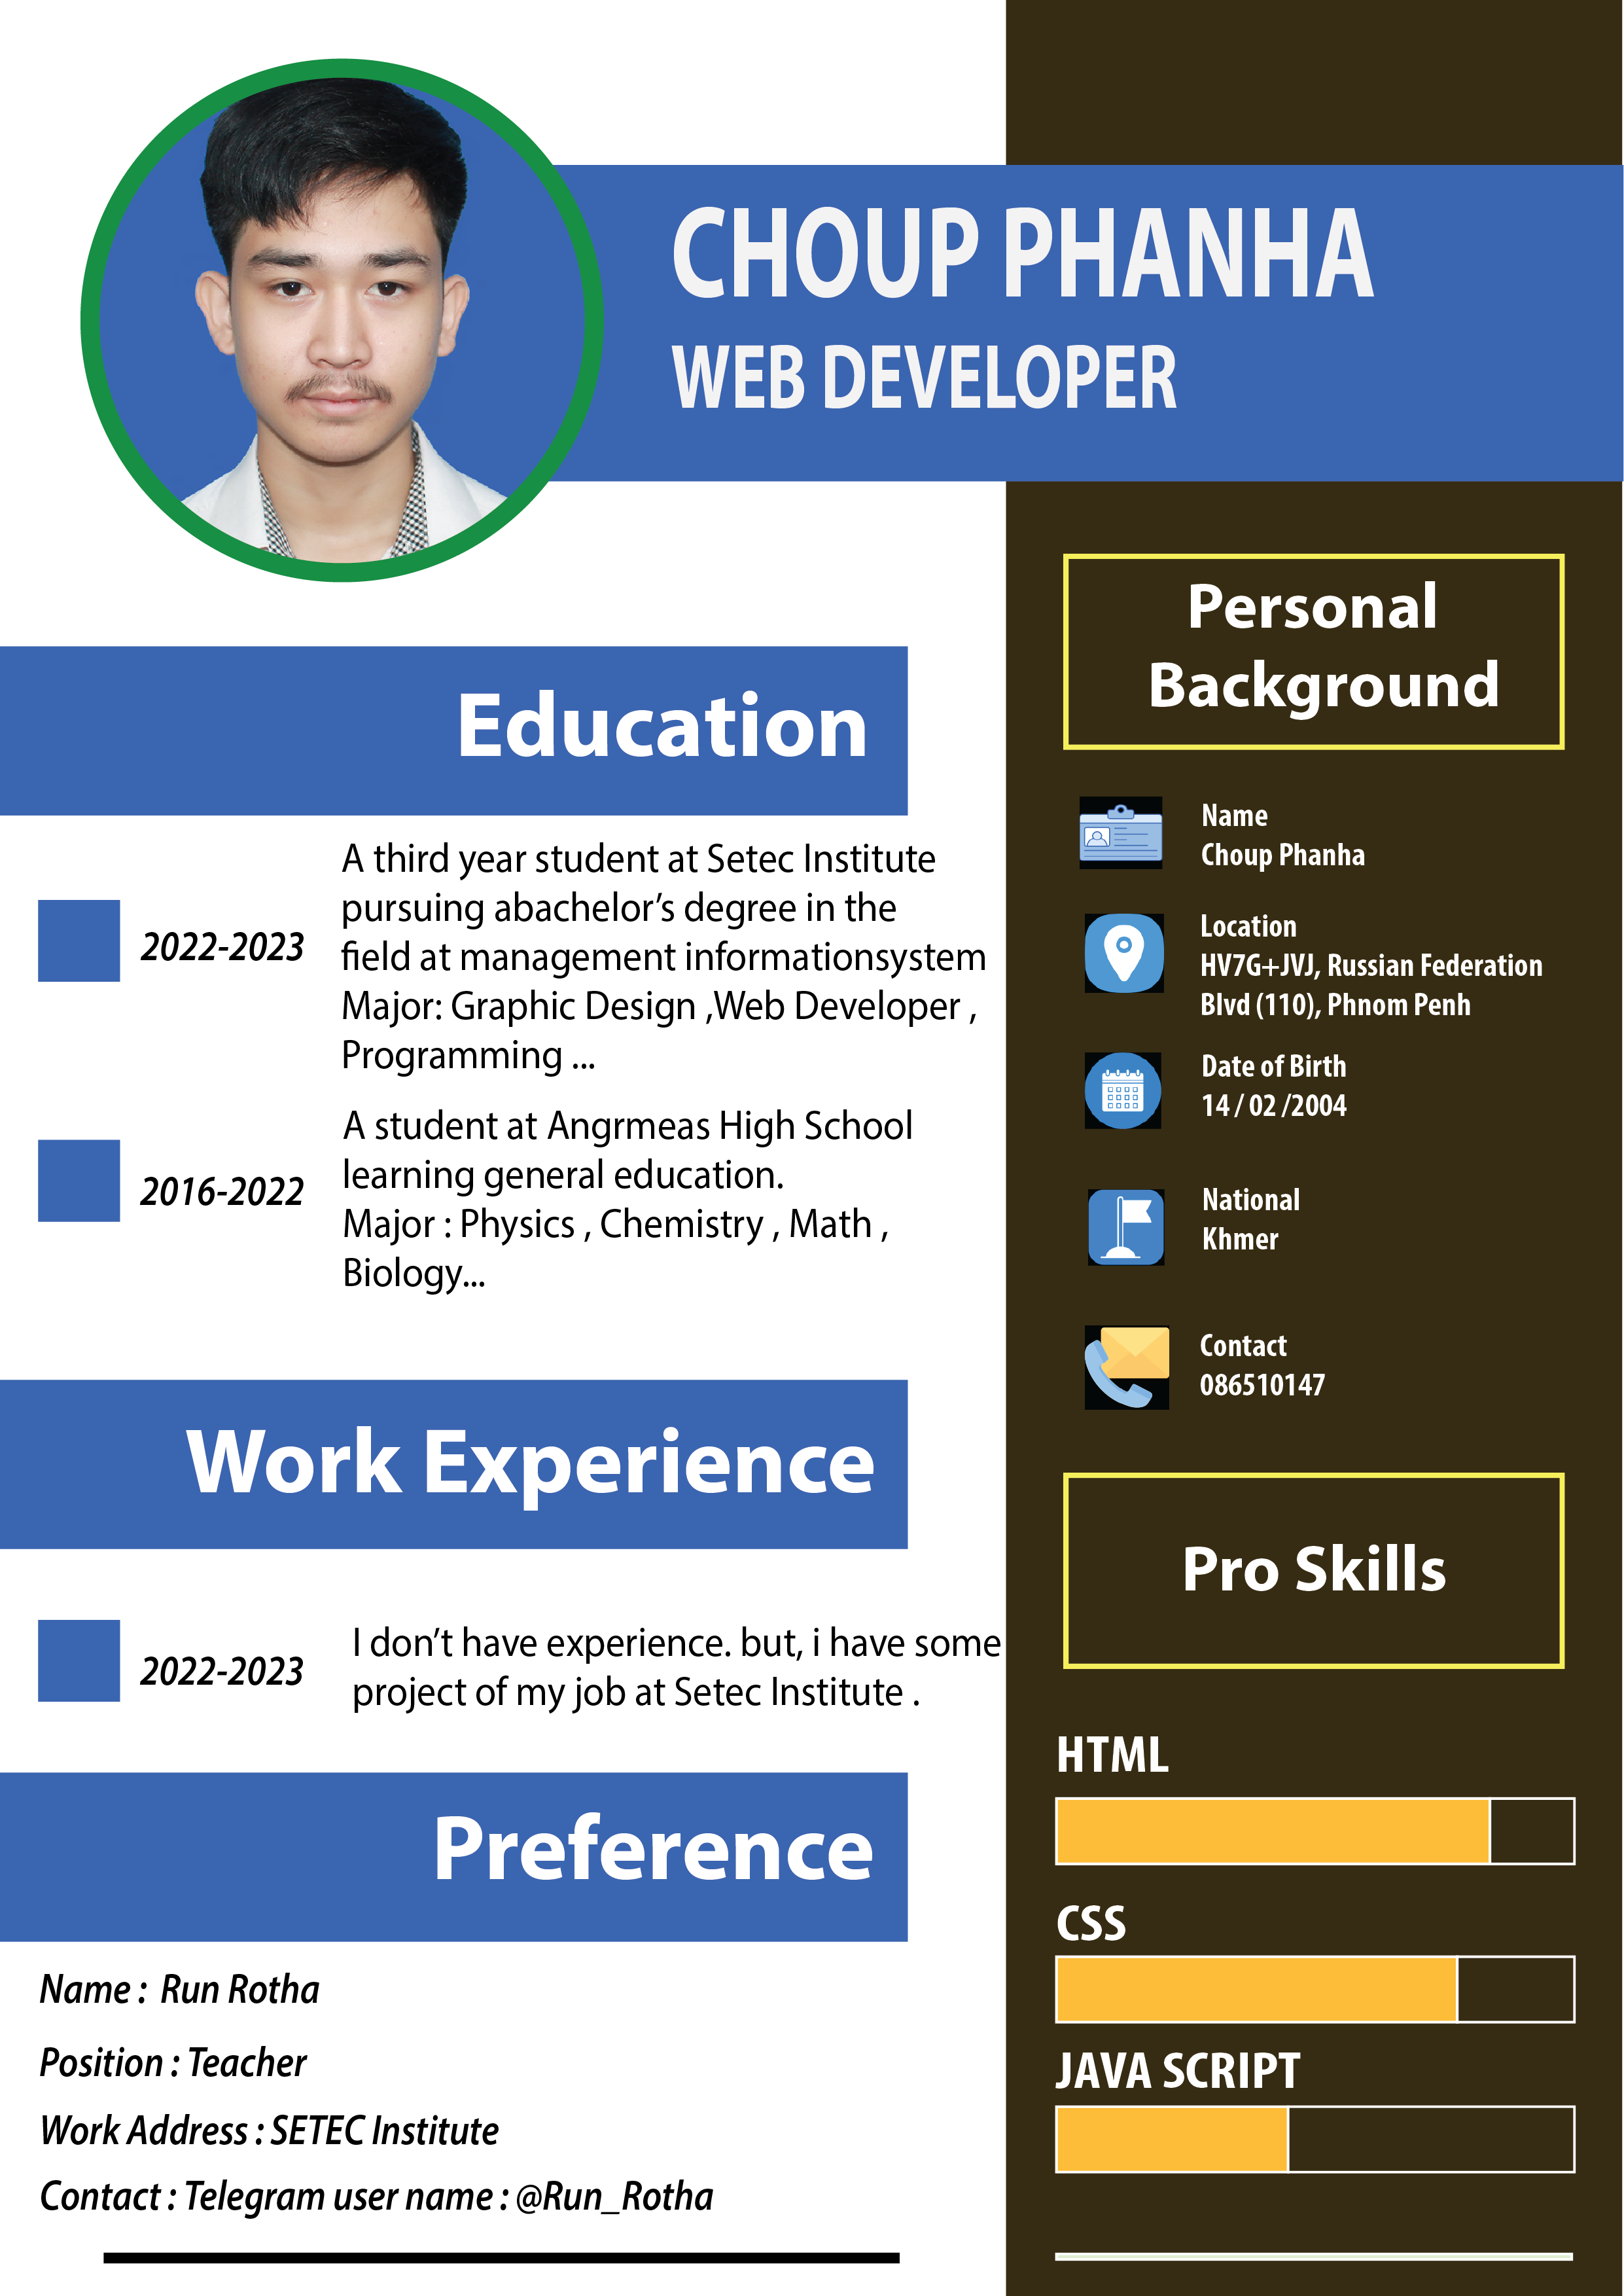 CHOUP PHANHA
WEB DEVELOPER
Education
2022-2023
A third year student at Setec Institute
pursuing abachelor’s degree in the
field at management informationsystem
Major: Graphic Design ,Web Developer ,
Programming ...
2016-2022
A student at Angrmeas High School
learning general education.
Major : Physics , Chemistry , Math ,
Biology...
Work Experience
2022-2023
I don’t have experience. but, i have some
project of my job at Setec Institute .
Preference
Name : Run Rotha
Position : Teacher
Work Address : SETEC Institute
Contact : Telegram user name : @Run_Rotha
Personal
Background
Name
Choup Phanha
Location
HV7G+JVJ, Russian Federation
Blvd (110), Phnom Penh
Date of Birth
14 / 02 /2004
National
Khmer
Contact
086510147
Pro Skills
HTML
CSS
JAVA SCRIPT